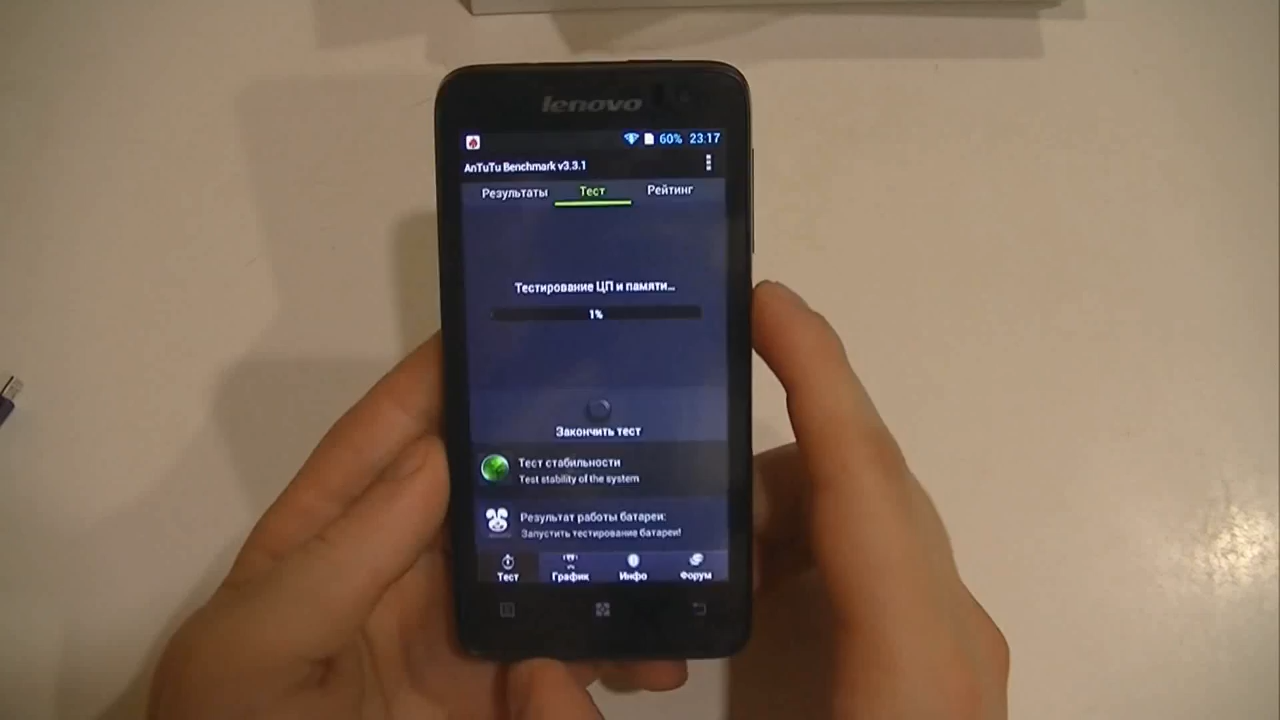 lenovo
60% 23:17
AnTuTu Benchmark v3.3.1
Результаты Тест Рейтинг
Тестирование ЦП и памяти...
1%
Закончить тест
Тест стабильности
Test stability of the system
Результат работы батареи:
Запустить тестирование батареи!
Тест График Инфо Форум